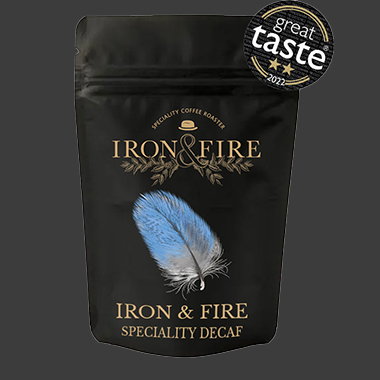 great
taste
2022
SPECIALITY COFFEE ROASTER
IRON&FIRE
IRON & FIRE
SPECIALITY DECAF